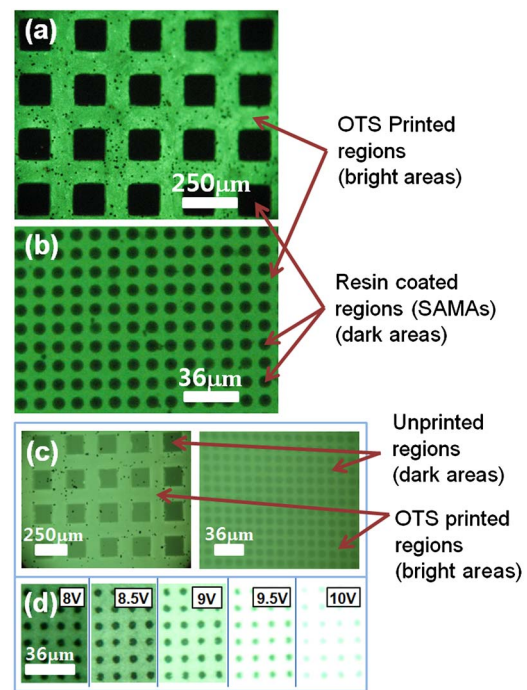 (a)
250μm
OTS Printed
regions
(bright areas)
(b)
36μm
Resin coated
regions (SAMAs)
(dark areas)
(c)
250μm
36μm
Unprinted
regions
(dark areas)
OTS printed
regions
(bright areas)
(d)
8V
8.5V
9V
9.5V
10V
36μm